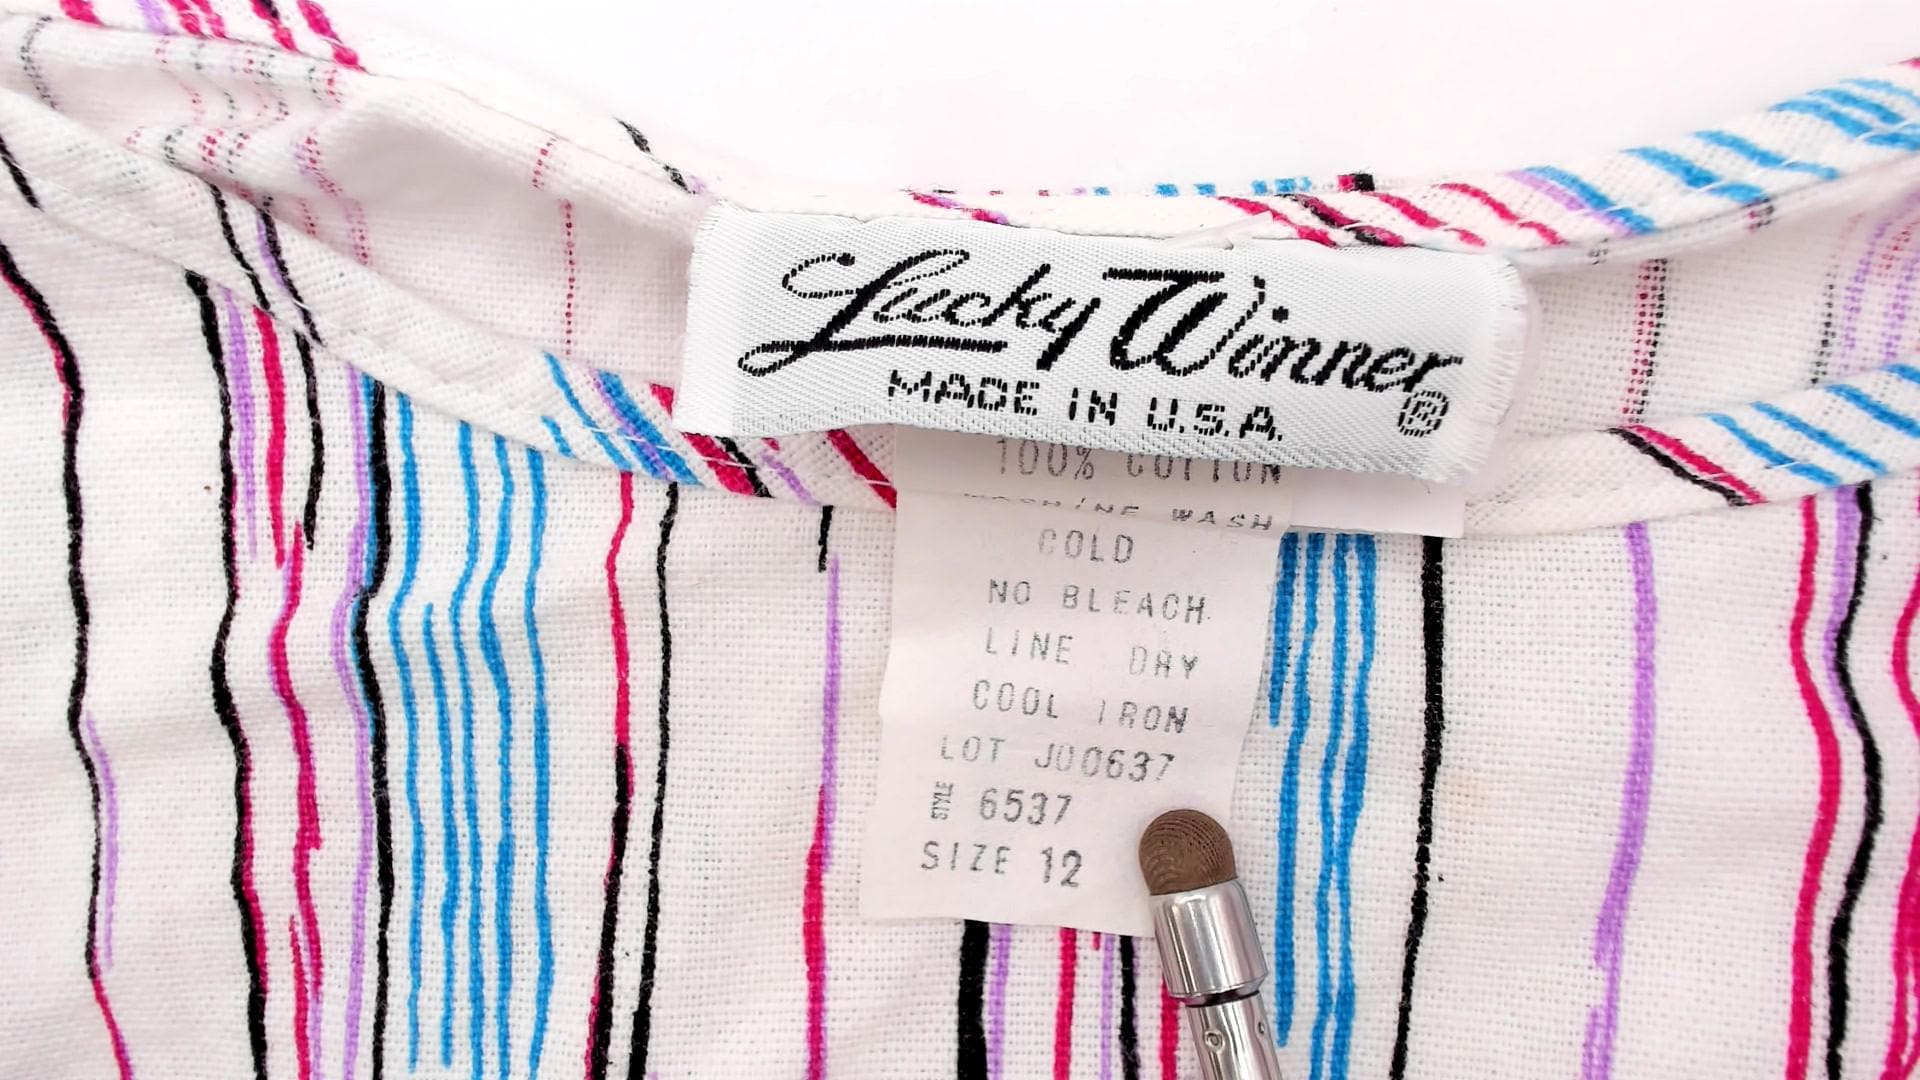 Lucky Winner®
MADE IN U.S.A.
100% COTTON
MACHINE WASH
COLD
NO BLEACH
LINE DRY
COOL IRON
LOT J00637
STYLE 6537
SIZE 12